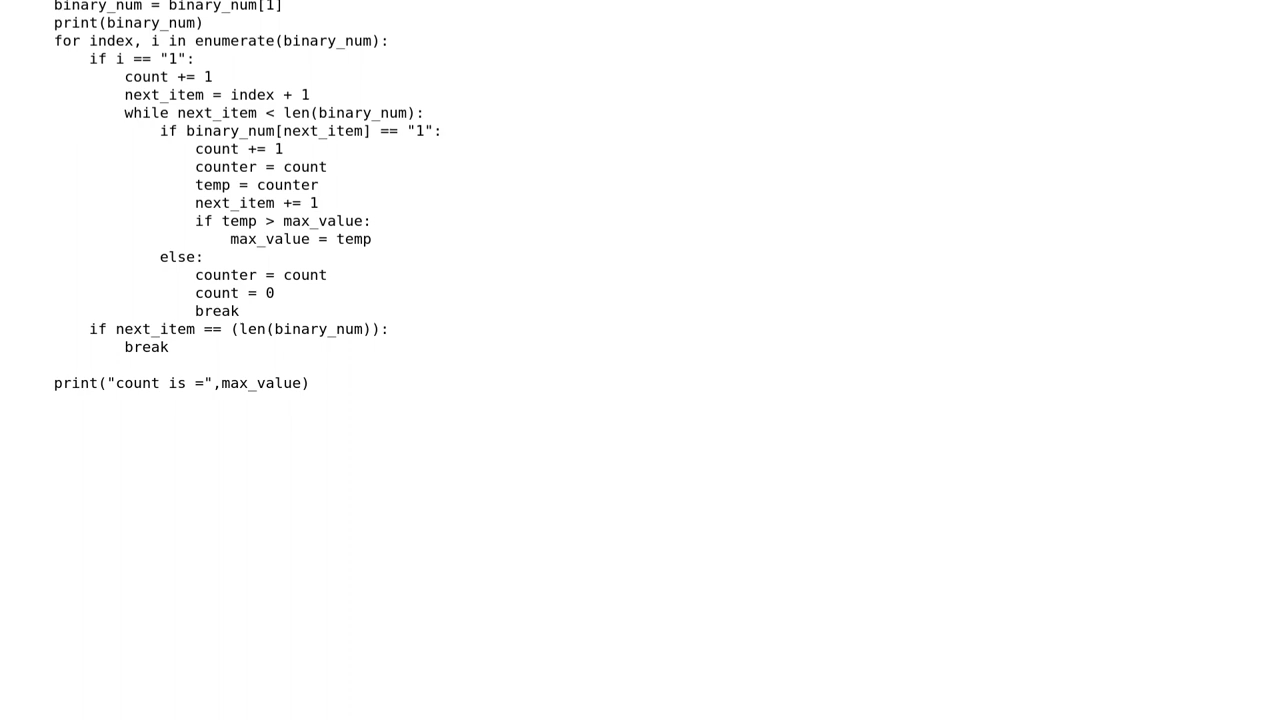 binary_num = binary_num[1]
print(binary_num)
for index, i in enumerate(binary_num):
    if i == "1":
        count += 1
        next_item = index + 1
        while next_item < len(binary_num):
            if binary_num[next_item] == "1":
                count += 1
                counter = count
                temp = counter
                next_item += 1
                if temp > max_value:
                    max_value = temp
            else:
                counter = count
                count = 0
                break
    if next_item == (len(binary_num)):
        break

print("count is =",max_value)